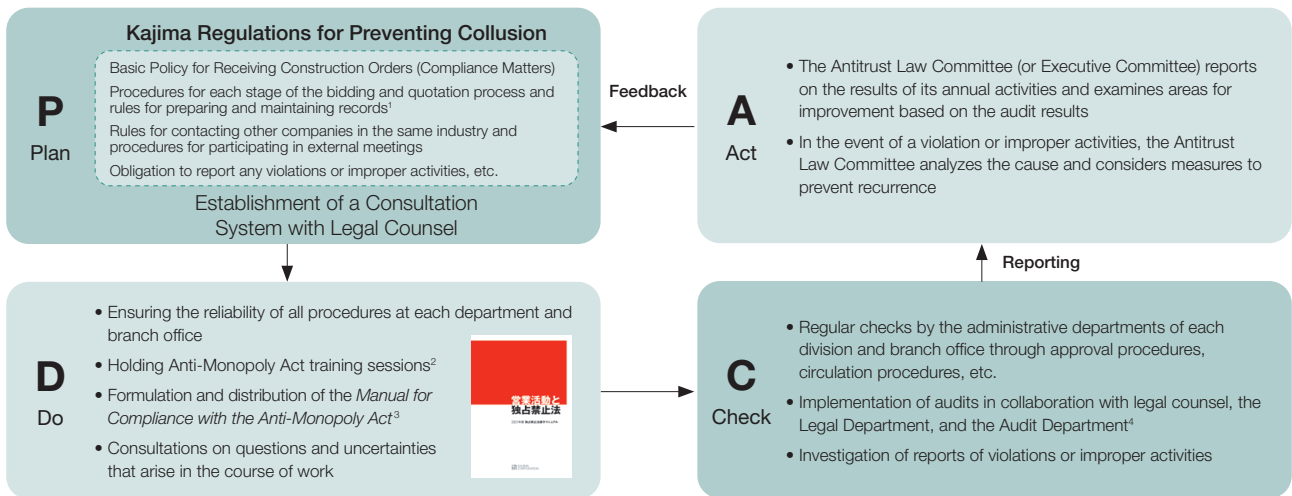 Kajima Regulations for Preventing Collusion
Basic Policy for Receiving Construction Orders (Compliance Matters)
Procedures for each stage of the bidding and quotation process and
rules for preparing and maintaining records¹
Rules for contacting other companies in the same industry and
procedures for participating in external meetings
Obligation to report any violations or improper activities, etc.
P
Plan
Establishment of a Consultation
System with Legal Counsel
Feedback
A
Act
• The Antitrust Law Committee (or Executive Committee) reports
on the results of its annual activities and examines areas for
improvement based on the audit results
• In the event of a violation or improper activities, the Antitrust
Law Committee analyzes the cause and considers measures to
prevent recurrence
Reporting
D
Do
• Ensuring the reliability of all procedures at each department and
branch office
• Holding Anti-Monopoly Act training sessions²
• Formulation and distribution of the Manual for
Compliance with the Anti-Monopoly Act³
• Consultations on questions and uncertainties
that arise in the course of work
営業活動と
独占禁止法
C
Check
• Regular checks by the administrative departments of each
division and branch office through approval procedures,
circulation procedures, etc.
• Implementation of audits in collaboration with legal counsel, the
Legal Department, and the Audit Department⁴
• Investigation of reports of violations or improper activities